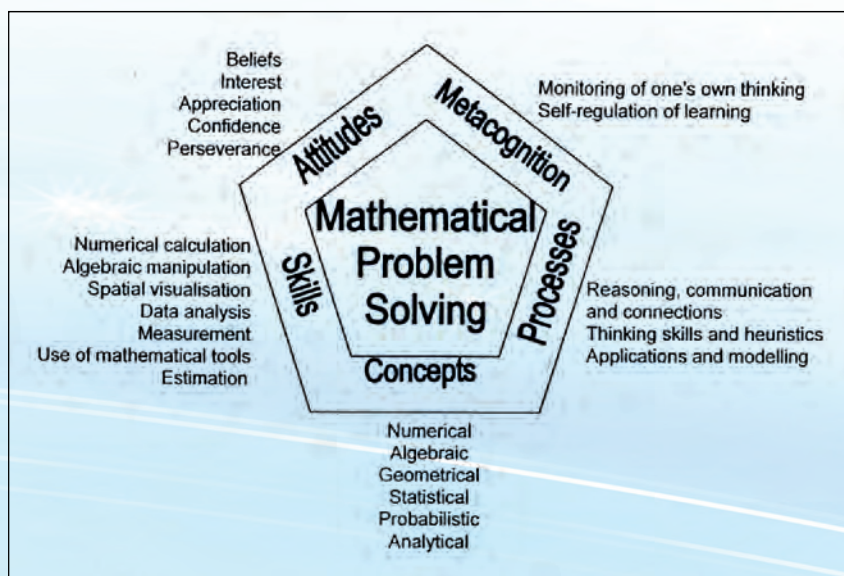 Beliefs
Interest
Appreciation
Confidence
Perseverance
Attitudes
Metacognition
Monitoring of one's own thinking
Self-regulation of learning
Mathematical
Problem
Solving
Numerical calculation
Algebraic manipulation
Spatial visualisation
Data analysis
Measurement
Use of mathematical tools
Estimation
Skills
Processes
Reasoning, communication
and connections
Thinking skills and heuristics
Applications and modelling
Concepts
Numerical
Algebraic
Geometrical
Statistical
Probabilistic
Analytical